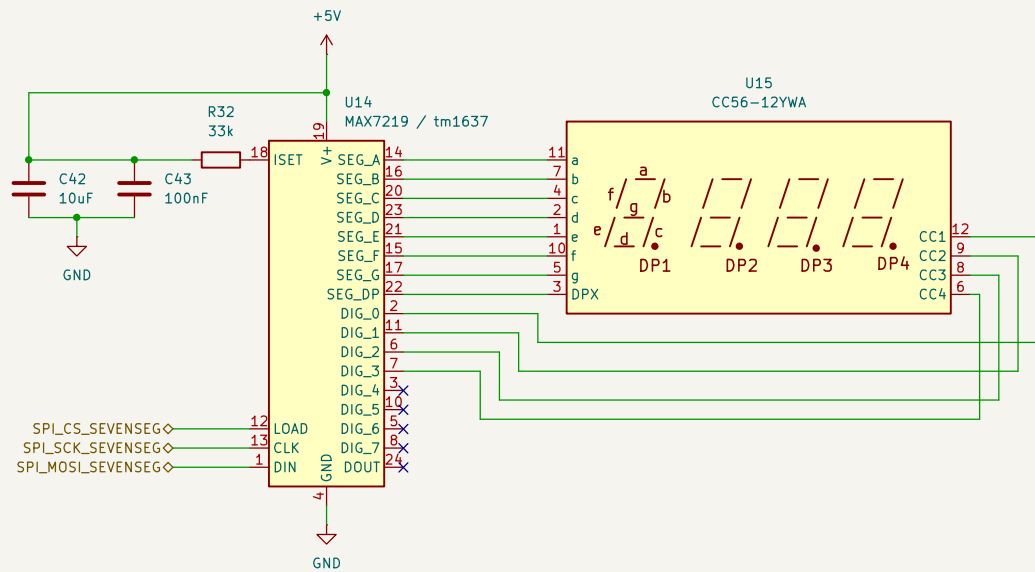 +5V
U14
MAX7219 / tm1637
R32
33k
C42
10uF
C43
100nF
GND
19
V+
18
ISET
SEG_A 14
SEG_B 16
SEG_C 20
SEG_D 23
SEG_E 21
SEG_F 15
SEG_G 17
SEG_DP 22
DIG_0 2
DIG_1 11
DIG_2 6
DIG_3 7
DIG_4 3
DIG_5 10
DIG_6 5
DIG_7 8
DOUT 24
SPI_CS_SEVENSEG 12 LOAD
SPI_SCK_SEVENSEG 13 CLK
SPI_MOSI_SEVENSEG 1 DIN
GND
4
GND
U15
CC56-12YWA
11 a
7 b
4 c
2 d
1 e
10 f
5 g
3 DPX
a
f b
g
e c
d
DP1 DP2 DP3 DP4
CC1 12
CC2 9
CC3 8
CC4 6